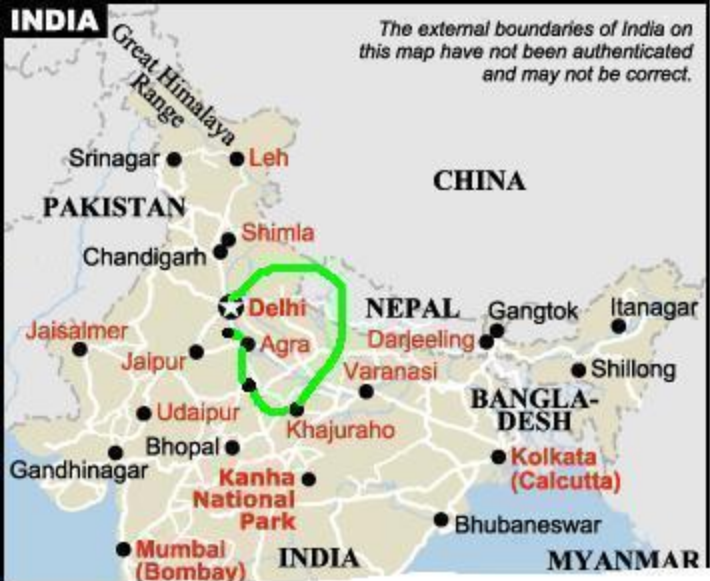 INDIA
The external boundaries of India on
this map have not been authenticated
and may not be correct.
Great Himalaya
Range
Srinagar
Leh
CHINA
PAKISTAN
Shimla
Chandigarh
Delhi
NEPAL
Gangtok
Itanagar
Jaisalmer
Agra
Darjeeling
Jaipur
Varanasi
Shillong
BANGLA-
DESH
Udaipur
Khajuraho
Bhopal
Gandhinagar
Kanha
National
Park
Kolkata
(Calcutta)
Bhubaneswar
Mumbai
(Bombay)
INDIA
MYANMAR